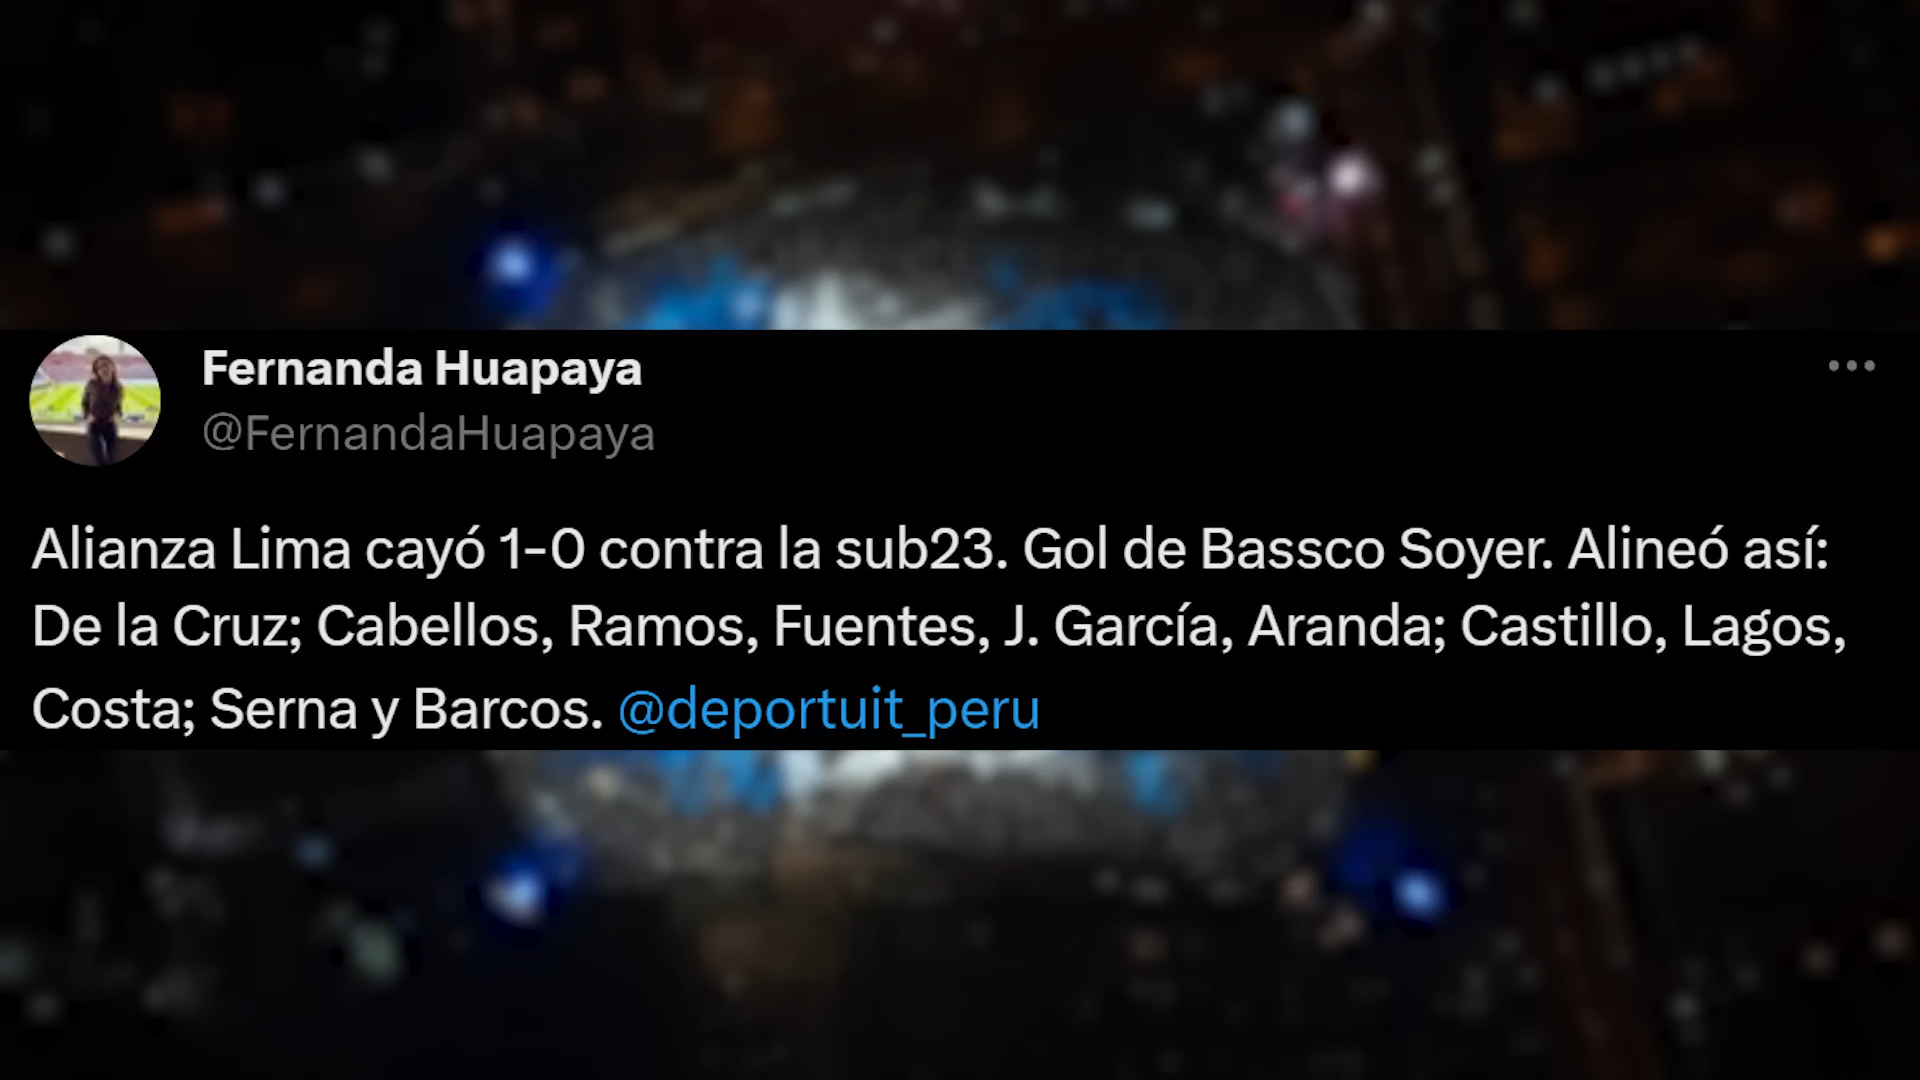 Fernanda Huapaya
@FernandaHuapaya
Alianza Lima cayó 1-0 contra la sub23. Gol de Bassco Soyer. Alineó así:
De la Cruz; Cabellos, Ramos, Fuentes, J. García, Aranda; Castillo, Lagos,
Costa; Serna y Barcos. @deportuit_peru